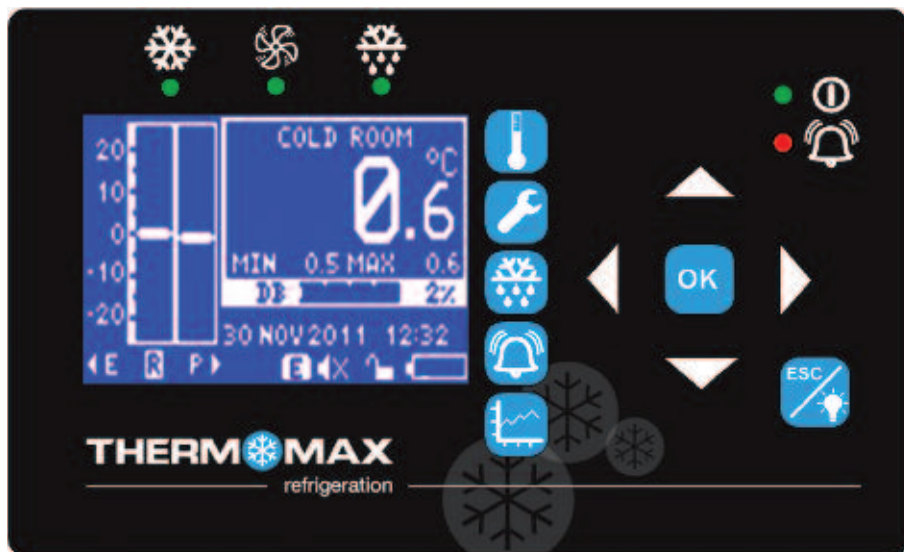 COLD ROOM
°C
0.6
MIN 0.5 MAX 0.6
DB 2%
30 NOV 2011 12:32
20
10
0
-10
-20
E R P
E X
OK
ESC
THERMOMAX
refrigeration